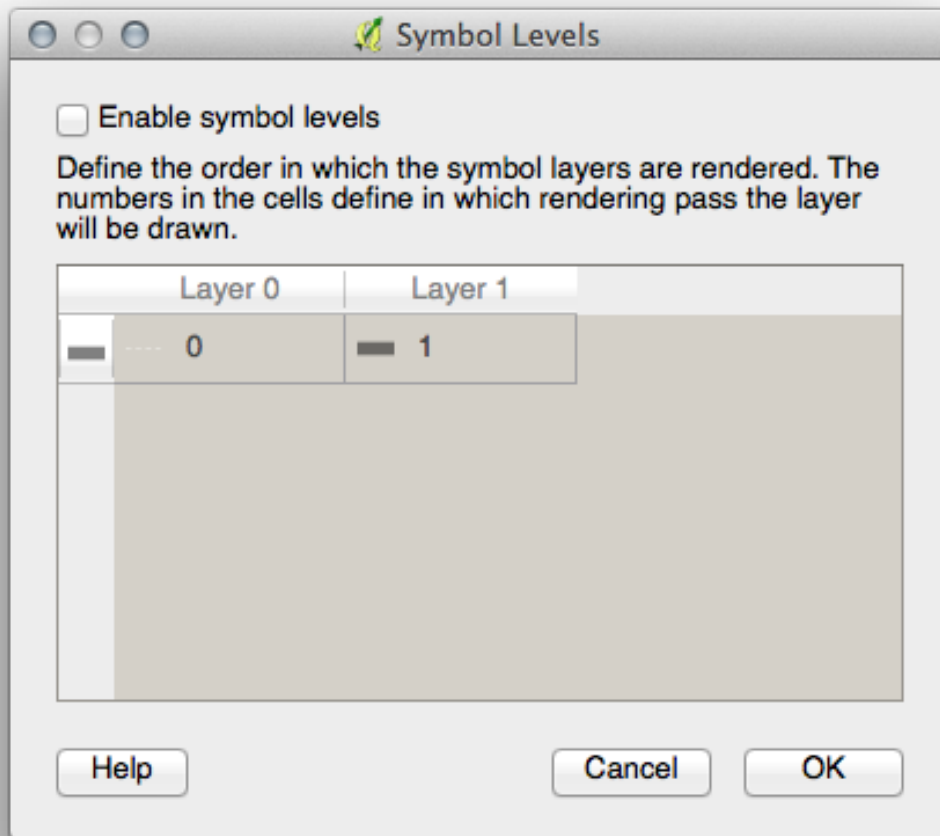 Symbol Levels
Enable symbol levels
Define the order in which the symbol layers are rendered. The
numbers in the cells define in which rendering pass the layer
will be drawn.
Layer 0 Layer 1
0 1
Help Cancel OK